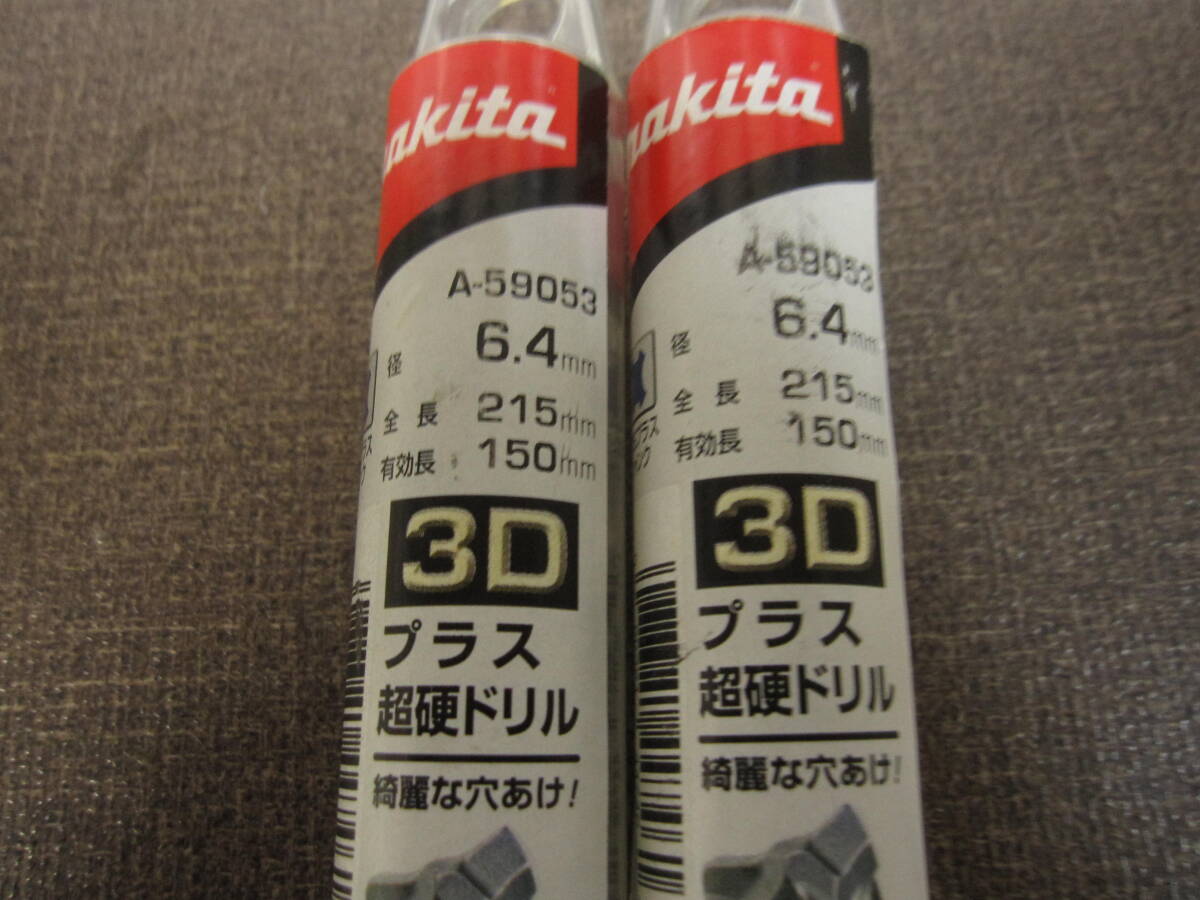 makita
A-59053
径 6.4mm
全長 215mm
有効長 150mm
3D
プラス
超硬ドリル
綺麗な穴あけ!
makita
A-59053
径 6.4mm
全長 215mm
有効長 150mm
3D
プラス
超硬ドリル
綺麗な穴あけ!